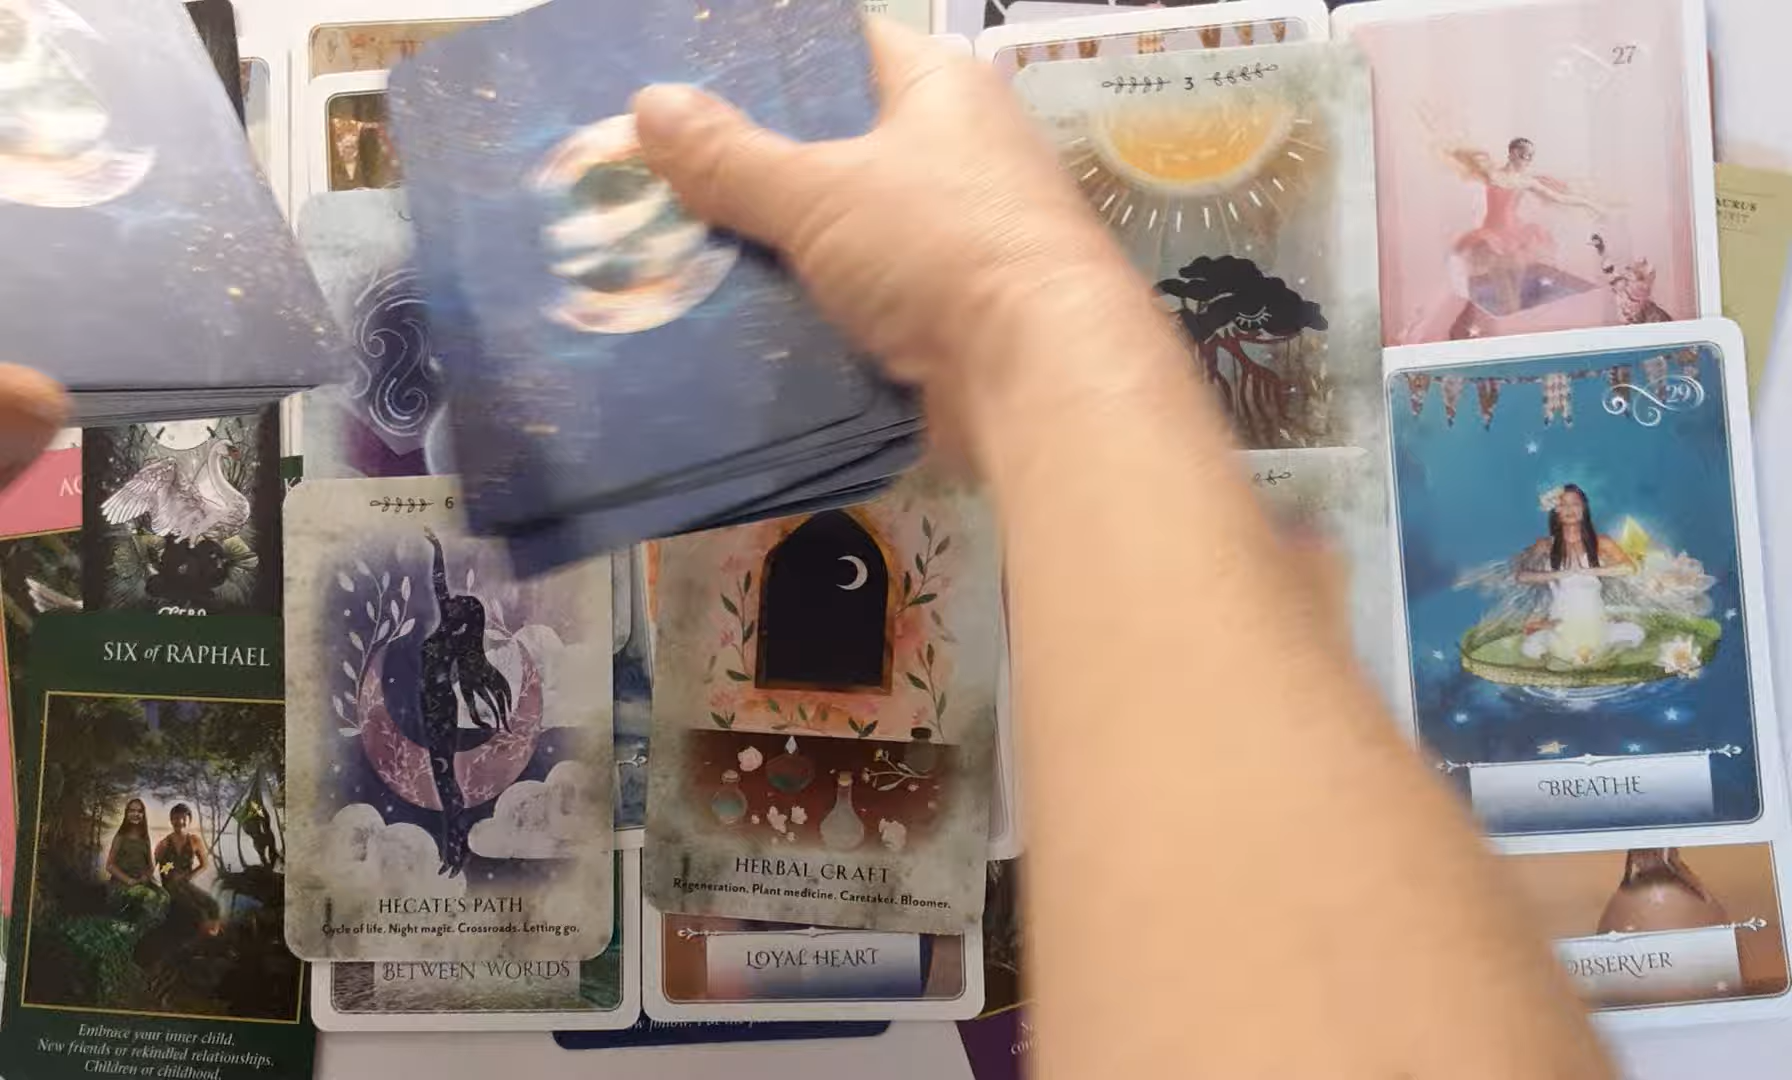 3
27
29
6
SIX of RAPHAEL
BREATHE
HERBAL CRAFT
Regeneration. Plant medicine. Caretaker. Bloomer.
HECATE'S PATH
Cycle of life. Night magic. Crossroads. Letting go.
LOYAL HEART
BETWEEN WORLDS
OBSERVER
Embrace your inner child.
New friends or rekindled relationships.
Children or childhood.